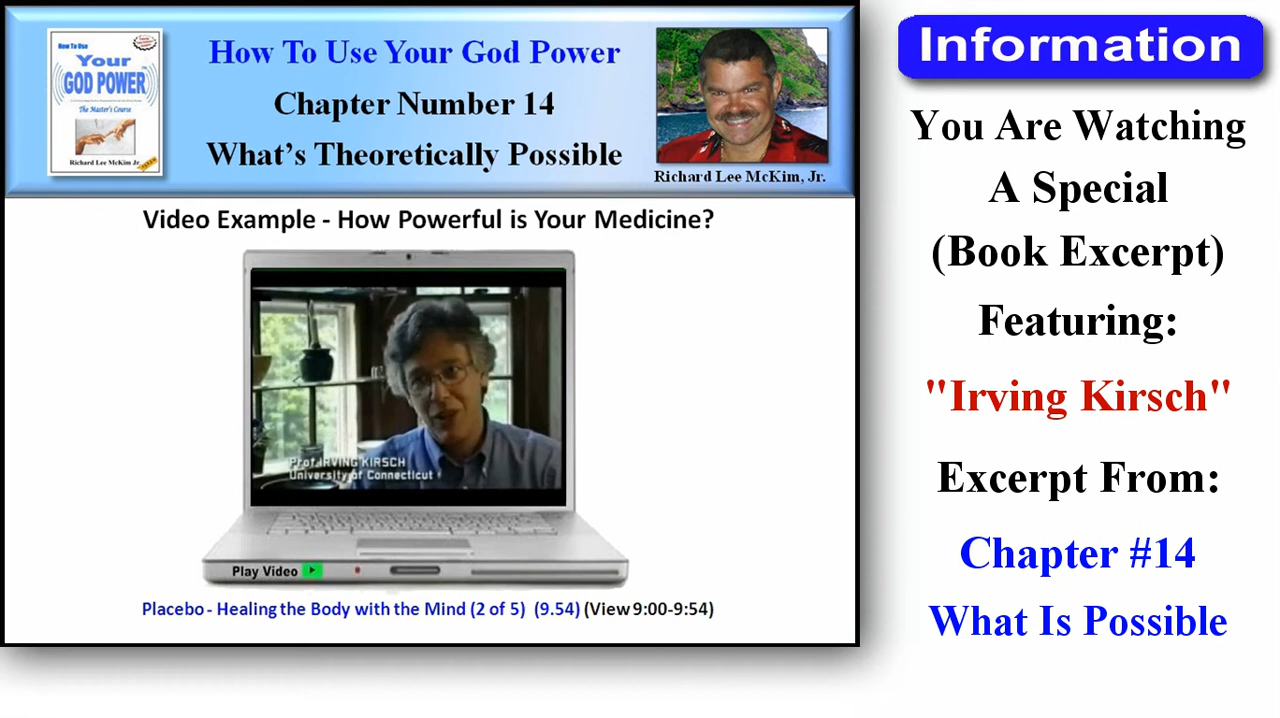 How To Use
Your
GOD POWER
The Master's Course
Richard Lee McKim Jr.
How To Use Your God Power
Chapter Number 14
What's Theoretically Possible
Richard Lee McKim, Jr.
Video Example - How Powerful is Your Medicine?
Prof. IRVING KIRSCH
University of Connecticut
Play Video
Placebo - Healing the Body with the Mind (2 of 5) (9.54) (View 9:00-9:54)
Information
You Are Watching
A Special
(Book Excerpt)
Featuring:
"Irving Kirsch"
Excerpt From:
Chapter #14
What Is Possible